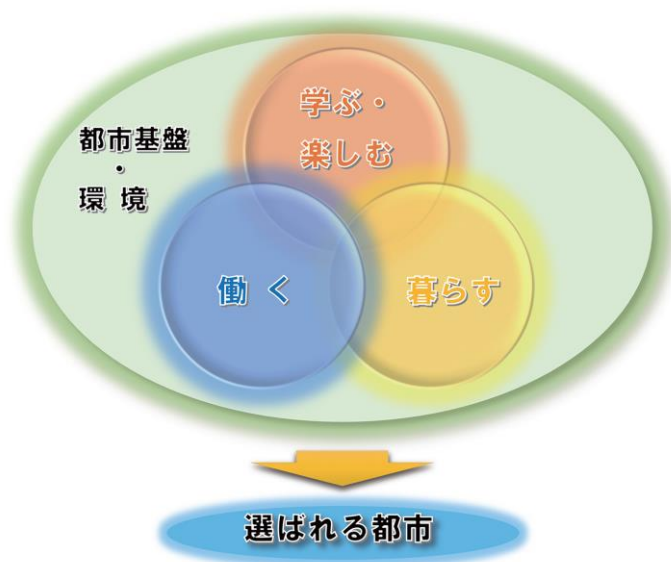 学ぶ・
楽しむ
都市基盤
・
環 境
働 く
暮らす
選ばれる都市